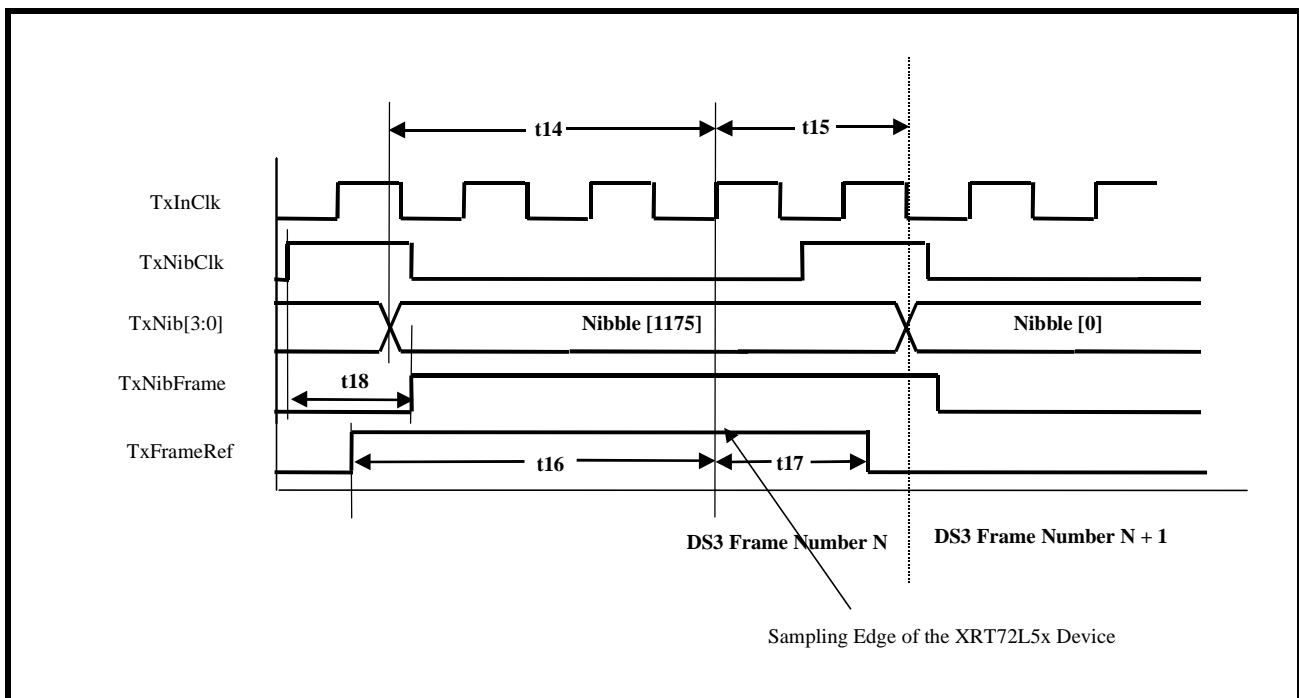 t14
t15
TxInClk
TxNibClk
TxNib[3:0]
Nibble [1175]
Nibble [0]
TxNibFrame
t18
TxFrameRef
t16
t17
DS3 Frame Number N
DS3 Frame Number N + 1
Sampling Edge of the XRT72L5x Device